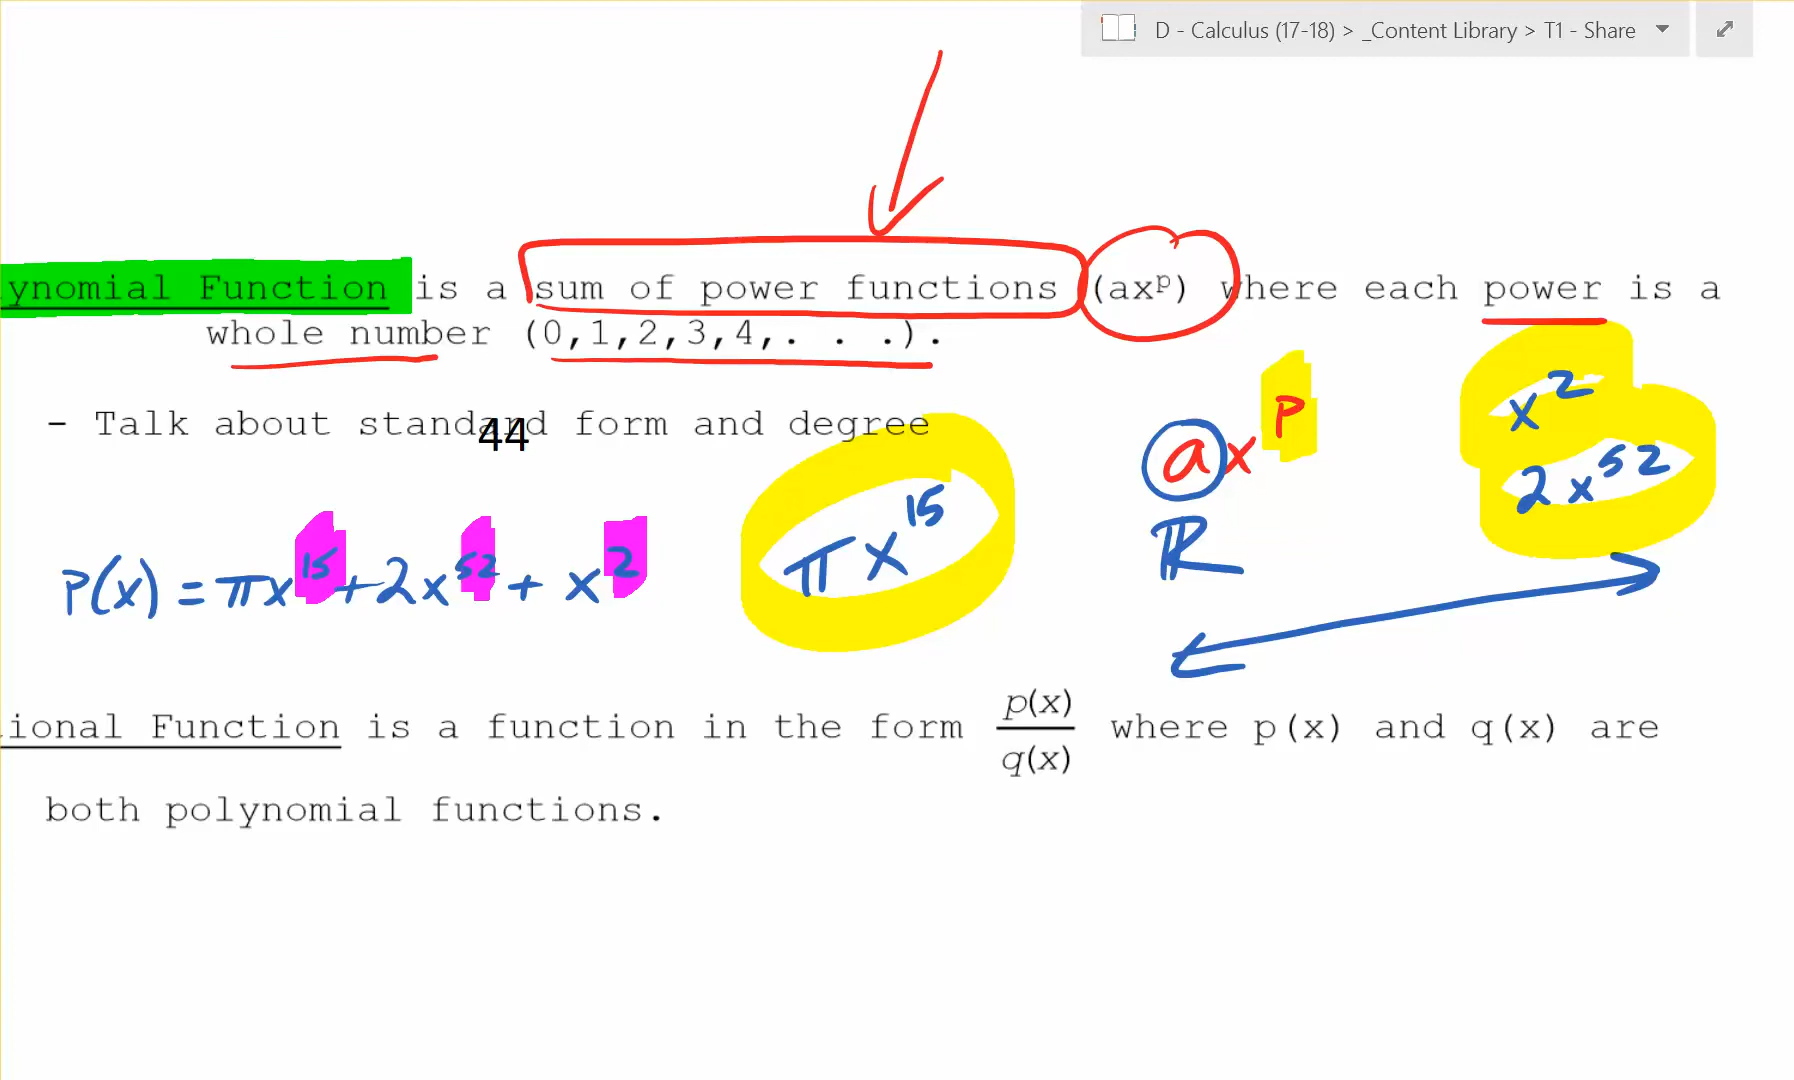 D - Calculus (17-18) > _Content Library > T1 - Share
ynomial Function is a sum of power functions (axᵖ) where each power is a
whole number (0,1,2,3,4,. . .).
- Talk about standard form and degree
44
a x ᴾ
x²
2x⁵²
ℝ
πx¹⁵
P(x) = πx¹⁵+2x⁵² + x²
ional Function is a function in the form p(x)/q(x) where p(x) and q(x) are
both polynomial functions.